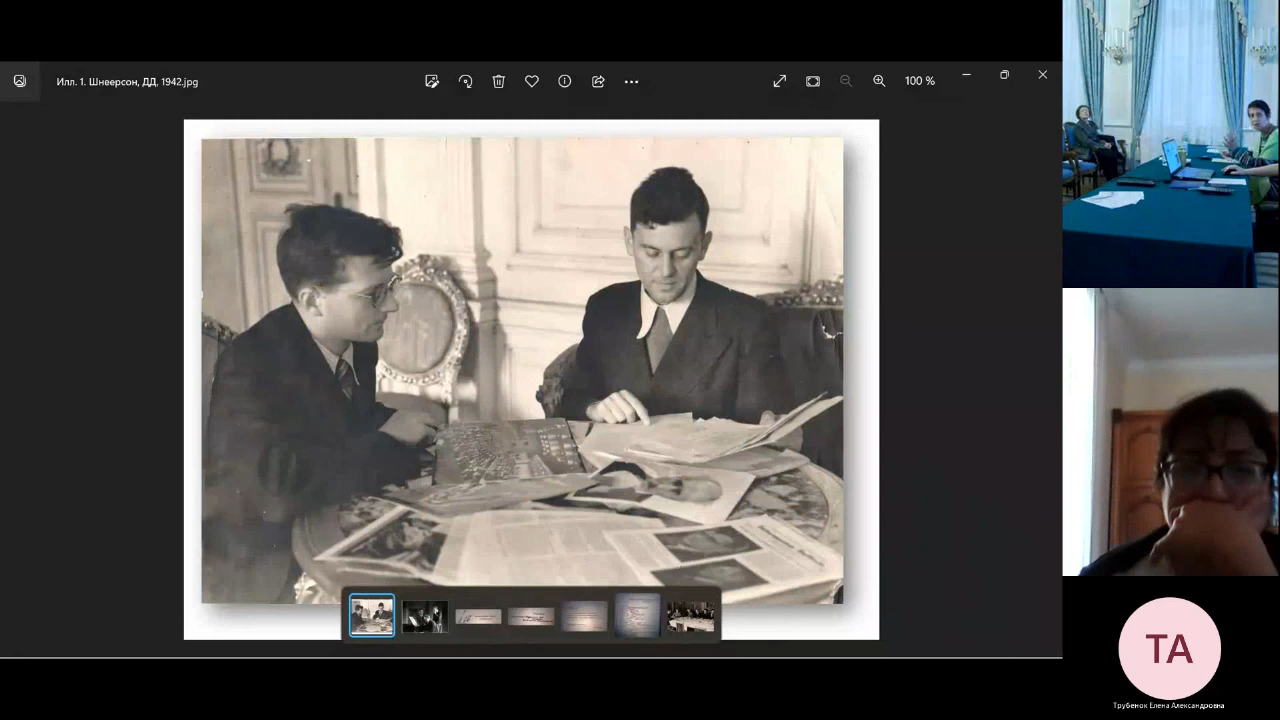 Илл. 1. Шнеерсон, ДД, 1942.jpg
100 %
TA
Трубенок Елена Александровна